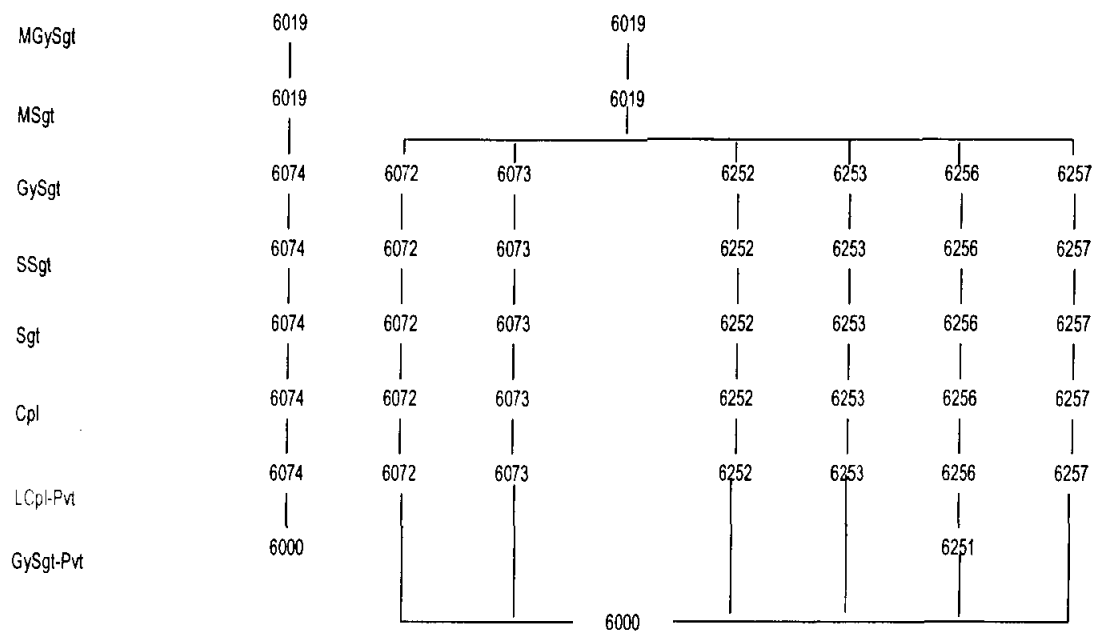 MGySgt 6019 6019
MSgt 6019 6019
GySgt 6074 6072 6073 6252 6253 6256 6257
SSgt 6074 6072 6073 6252 6253 6256 6257
Sgt 6074 6072 6073 6252 6253 6256 6257
Cpl 6074 6072 6073 6252 6253 6256 6257
LCpl-Pvt 6074 6072 6073 6252 6253 6256 6257
GySgt-Pvt 6000 6251
6000